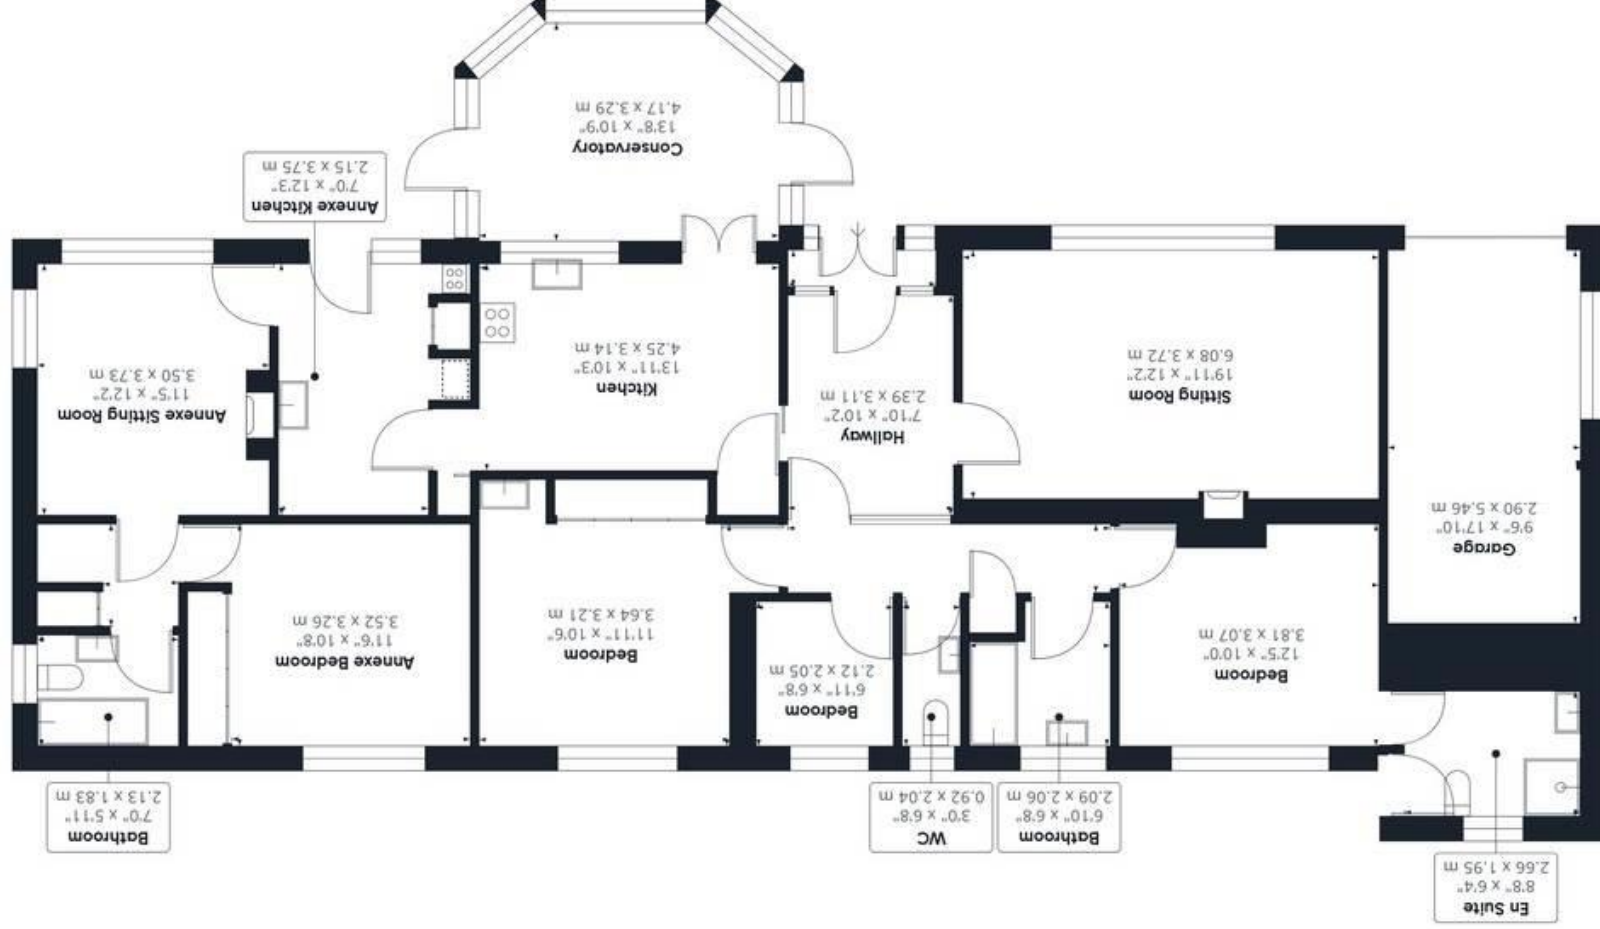 En Suite
8'8" x 6'4"
2.66 x 1.95 m
Bathroom
6'10" x 6'8"
2.09 x 2.06 m
WC
3'0" x 6'8"
0.92 x 2.04 m
Bathroom
7'0" x 5'11"
2.13 x 1.83 m
Bedroom
12'5" x 10'0"
3.81 x 3.07 m
Bedroom
6'11" x 6'8"
2.12 x 2.05 m
Bedroom
11'11" x 10'6"
3.64 x 3.21 m
Annexe Bedroom
11'6" x 10'8"
3.52 x 3.26 m
Garage
9'6" x 17'10"
2.90 x 5.46 m
Sitting Room
19'11" x 12'2"
6.08 x 3.72 m
Hallway
7'10" x 10'2"
2.39 x 3.11 m
Kitchen
13'11" x 10'3"
4.25 x 3.14 m
Annexe Sitting Room
11'5" x 12'2"
3.50 x 3.73 m
Annexe Kitchen
7'0" x 12'3"
2.15 x 3.75 m
Conservatory
13'8" x 10'9"
4.17 x 3.29 m